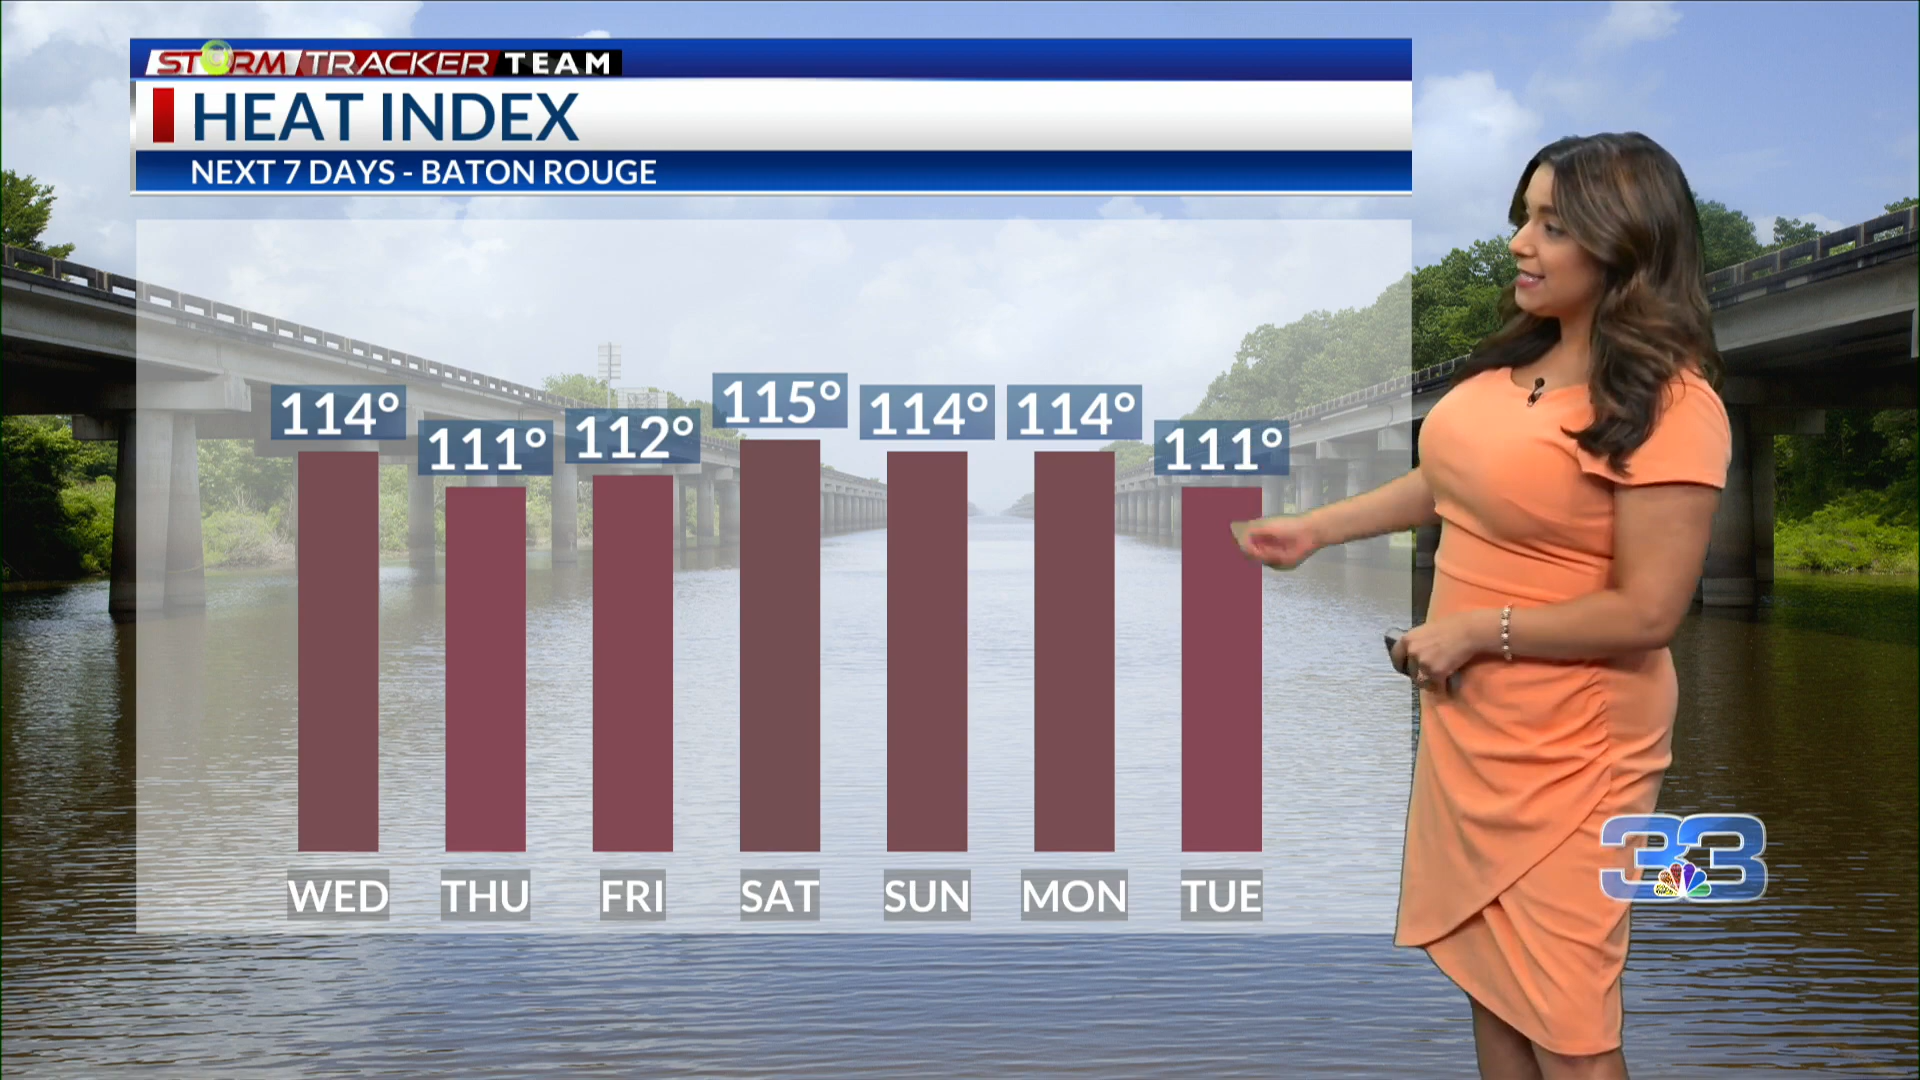 STORM TRACKER TEAM
HEAT INDEX
NEXT 7 DAYS - BATON ROUGE
114° 111° 112° 115° 114° 114° 111°
WED THU FRI SAT SUN MON TUE
33